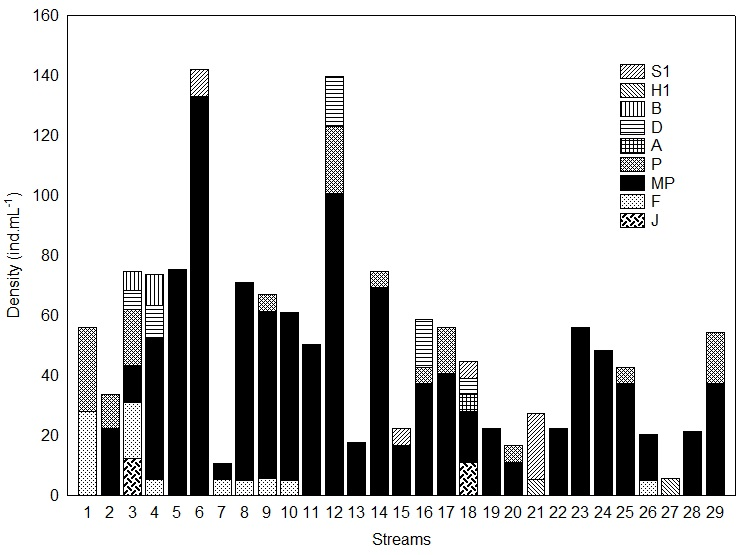 160
140
120
100
80
60
40
20
0
Density (ind.mL⁻¹)
S1
H1
B
D
A
P
MP
F
J
1 2 3 4 5 6 7 8 9 10 11 12 13 14 15 16 17 18 19 20 21 22 23 24 25 26 27 28 29
Streams